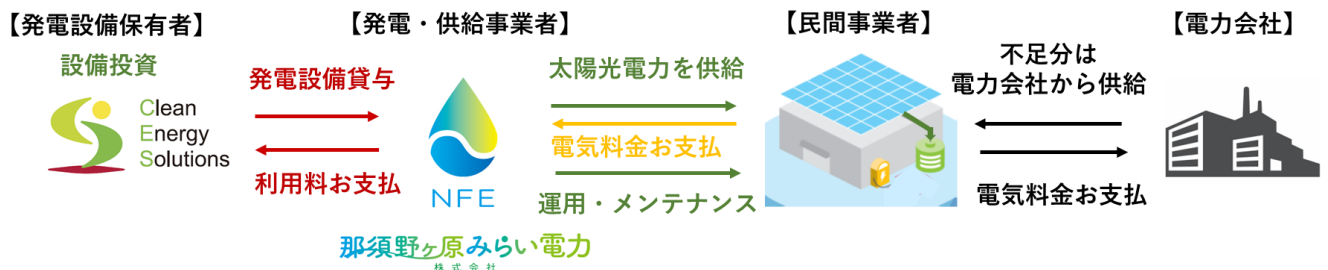 【発電設備保有者】
設備投資
Clean
Energy
Solutions
発電設備貸与
利用料お支払
【発電・供給事業者】
NFE
那須野ヶ原みらい電力
株式会社
太陽光電力を供給
電気料金お支払
運用・メンテナンス
【民間事業者】
不足分は
電力会社から供給
電気料金お支払
【電力会社】